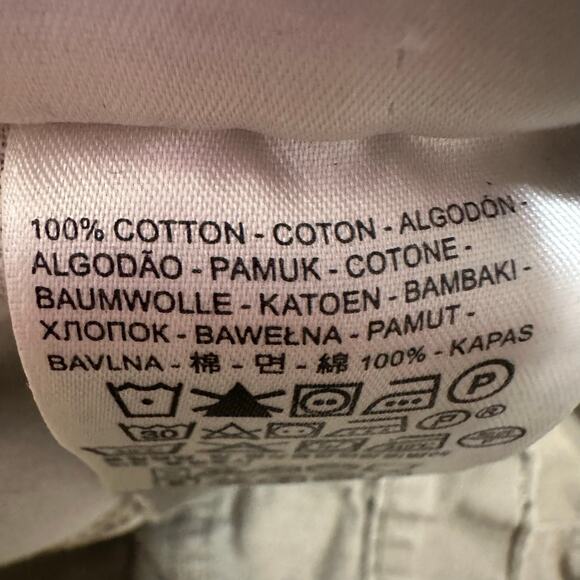 100% COTTON - COTON - ALGODÓN -
ALGODÃO - PAMUK - COTONE -
BAUMWOLLE - KATOEN - BAMBAKI -
ХЛОПОК - BAWEŁNA - PAMUT -
BAVLNA - 棉 - 면 - 綿 100% - KAPAS
P
30
P ®